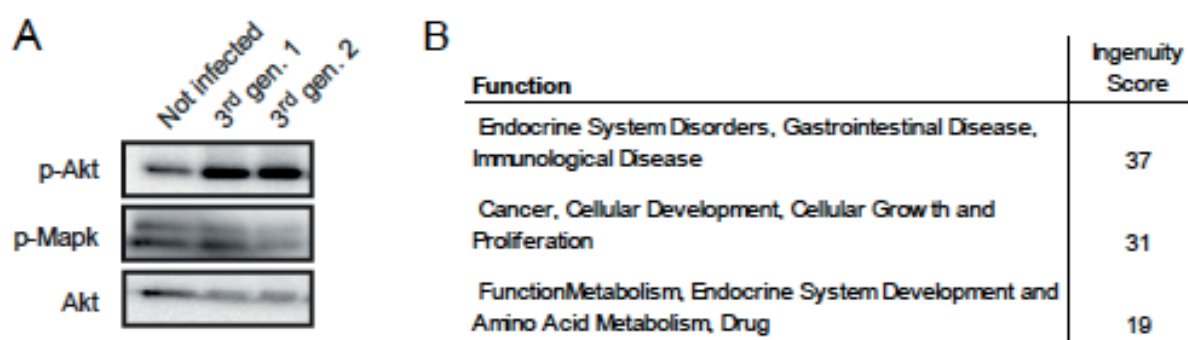 A
Not infected
3rd gen. 1
3rd gen. 2
p-Akt
p-Mapk
Akt
B
Function
Ingenuity
Score
Endocrine System Disorders, Gastrointestinal Disease,
Immunological Disease
37
Cancer, Cellular Development, Cellular Growth and
Proliferation
31
FunctionMetabolism, Endocrine System Development and
Amino Acid Metabolism, Drug
19